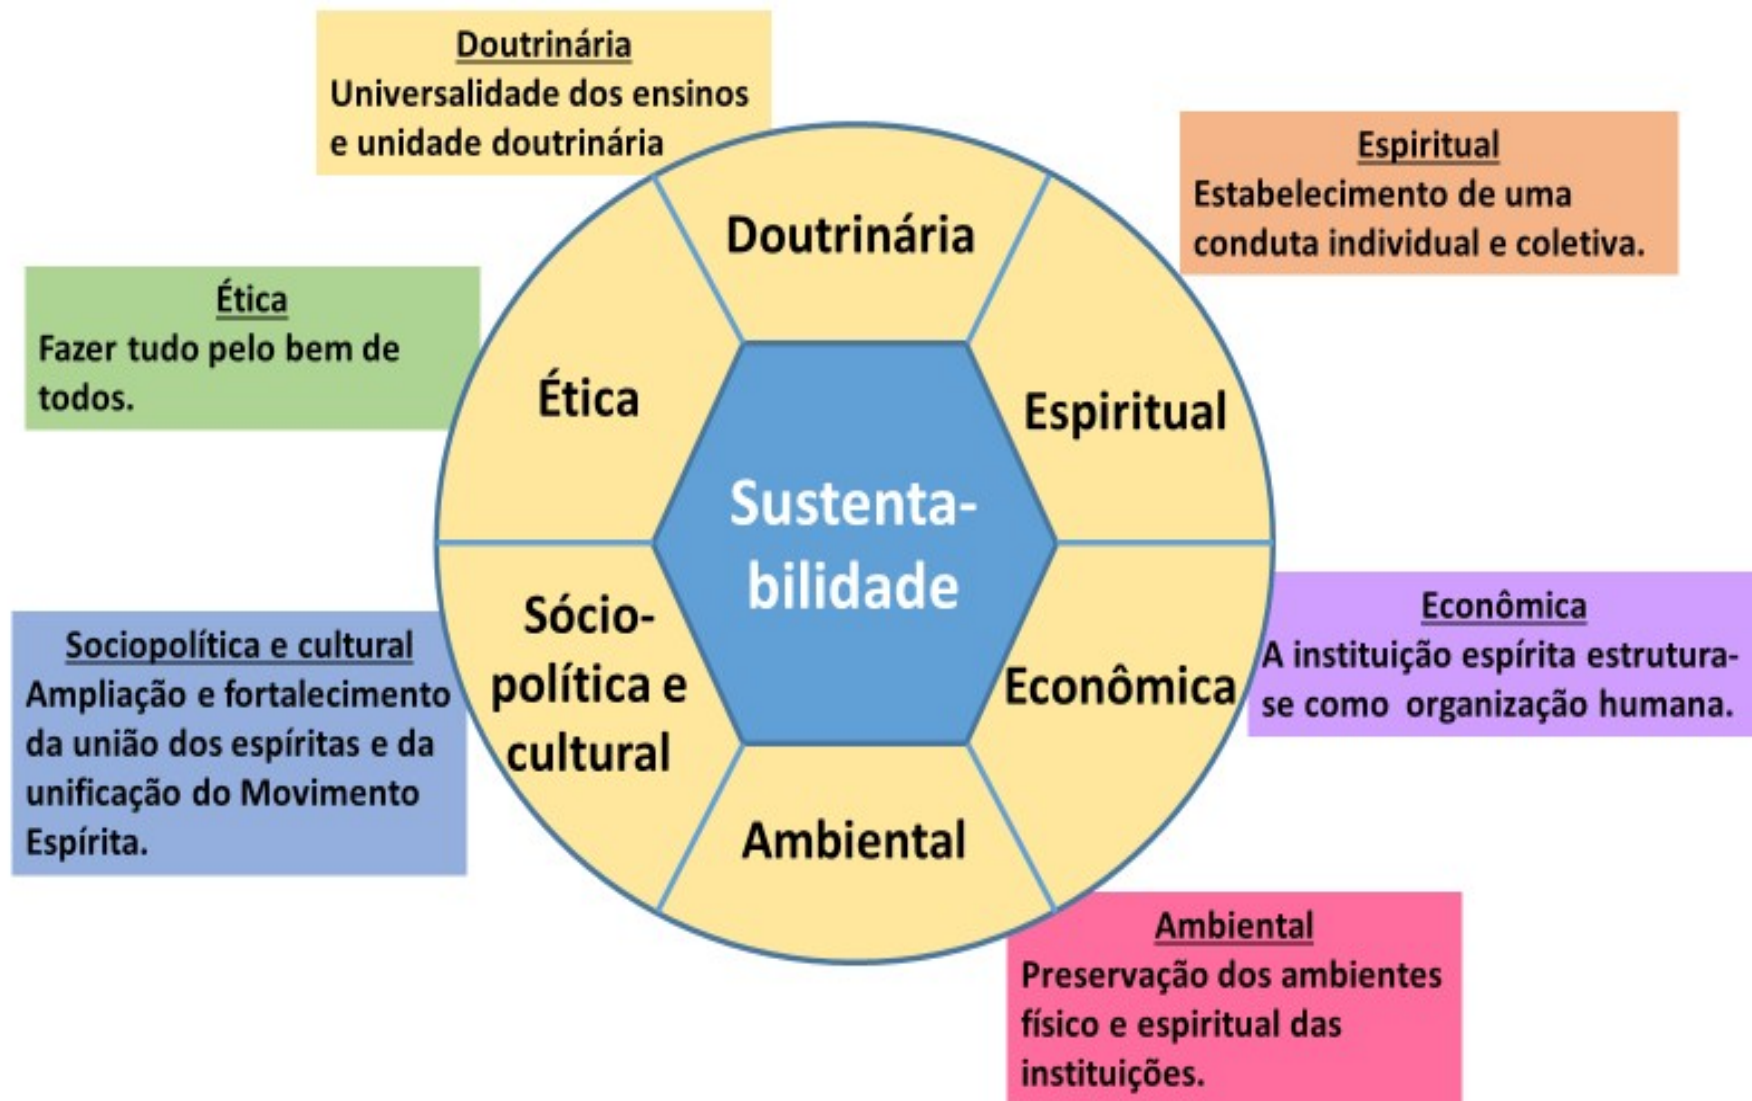 Doutrinária
Universalidade dos ensinos
e unidade doutrinária
Espiritual
Estabelecimento de uma
conduta individual e coletiva.
Ética
Fazer tudo pelo bem de
todos.
Doutrinária
Ética
Espiritual
Sustenta-
bilidade
Sócio-
política e
cultural
Econômica
Ambiental
Sociopolítica e cultural
Ampliação e fortalecimento
da união dos espíritas e da
unificação do Movimento
Espírita.
Econômica
A instituição espírita estrutura-
se como organização humana.
Ambiental
Preservação dos ambientes
físico e espiritual das
instituições.